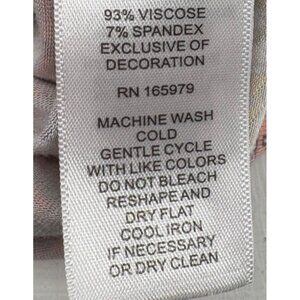 93% VISCOSE
7% SPANDEX
EXCLUSIVE OF
DECORATION
RN 165979
MACHINE WASH
COLD
GENTLE CYCLE
WITH LIKE COLORS
DO NOT BLEACH
RESHAPE AND
DRY FLAT
COOL IRON
IF NECESSARY
OR DRY CLEAN